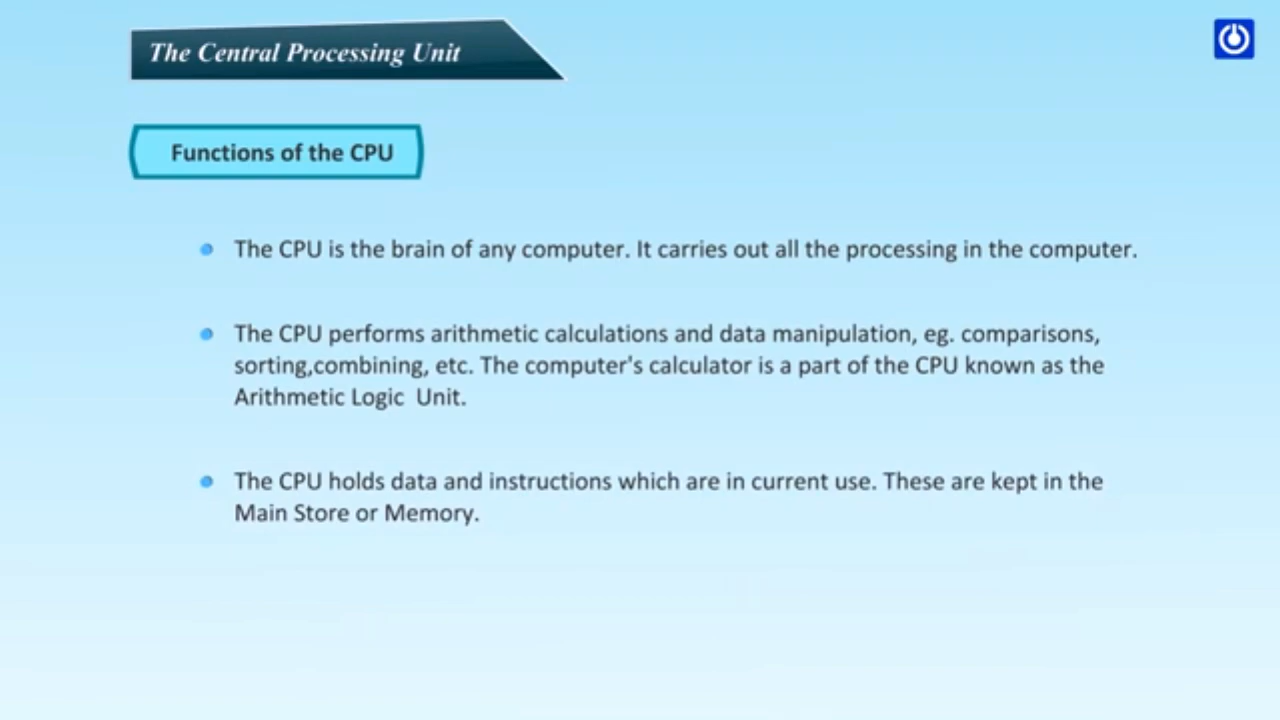 The Central Processing Unit
Functions of the CPU
The CPU is the brain of any computer. It carries out all the processing in the computer.
The CPU performs arithmetic calculations and data manipulation, eg. comparisons,
sorting,combining, etc. The computer's calculator is a part of the CPU known as the
Arithmetic Logic  Unit.
The CPU holds data and instructions which are in current use. These are kept in the
Main Store or Memory.